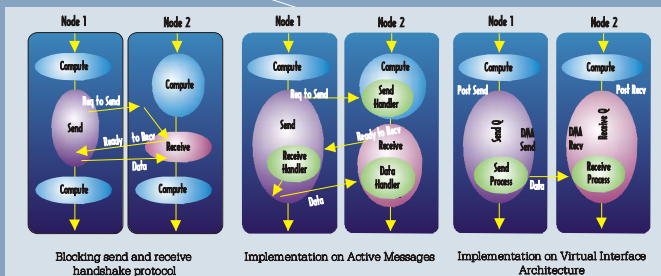 Node 1
Node 2
Compute
Compute
Req to Send
Send
Ready to Recv
Receive
Data
Compute
Compute
Blocking send and receive
handshake protocol
Node 1
Node 2
Compute
Compute
Send
Handler
Req to Send
Send
Ready to Recv
Receive
Receive
Handler
Data
Handler
Data
Implementation on Active Messages
Node 1
Node 2
Compute
Compute
Post Send
Post Recv
Send Q
DMA
Send
DMA
Recv
Receive Q
Send
Process
Receive
Process
Data
Implementation on Virtual Interface
Architecture